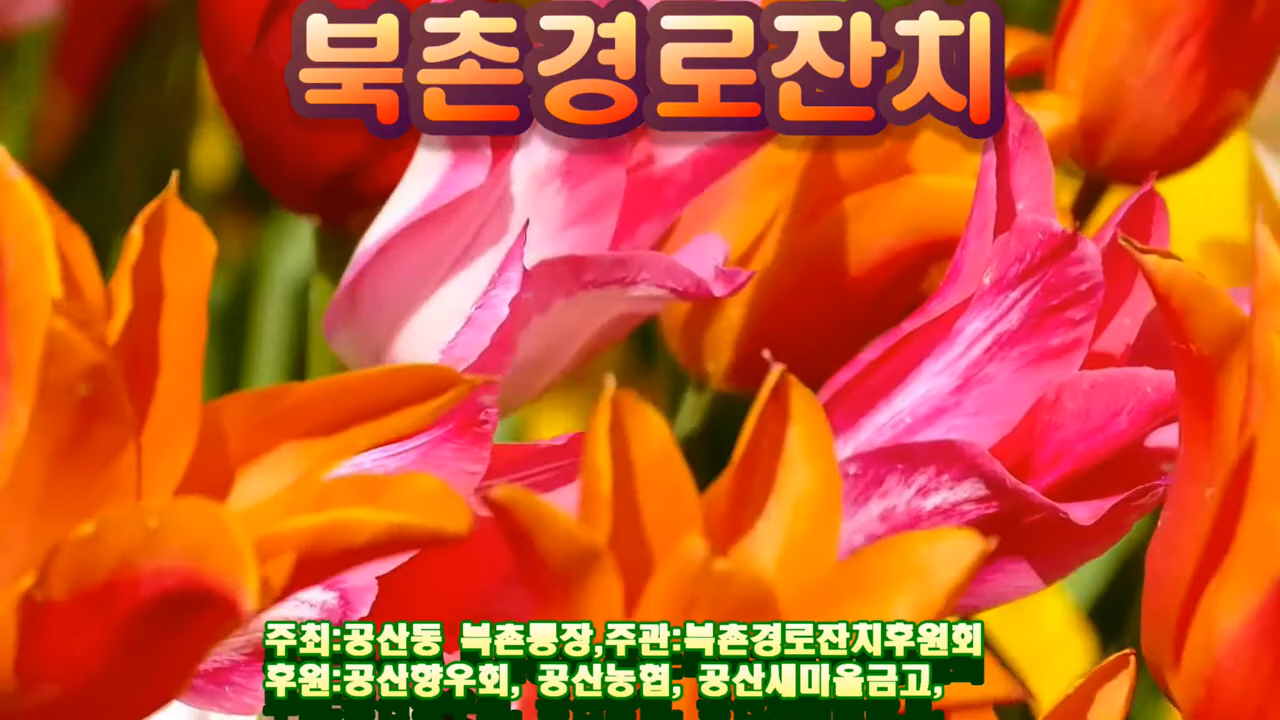 북촌경로잔치
주최:공산동 북촌통장,주관:북촌경로잔치후원회
후원:공산향우회, 공산농협, 공산새마을금고,